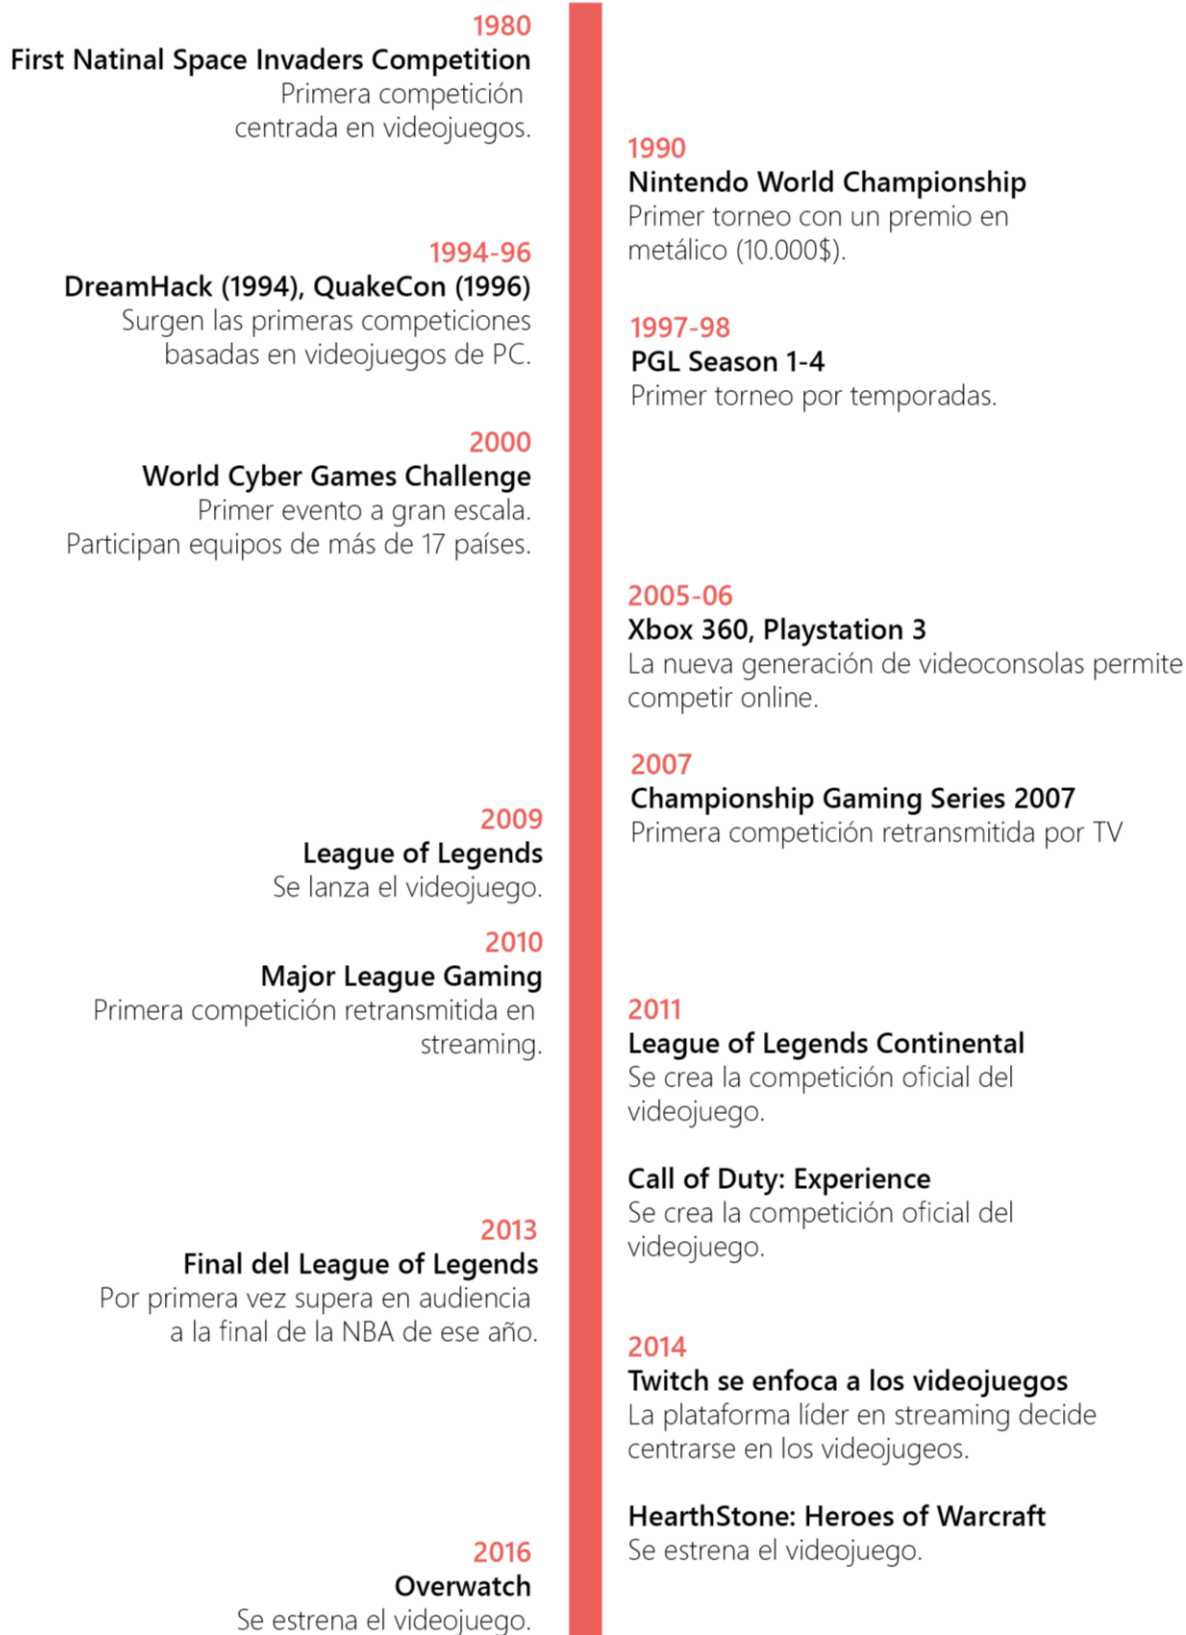 1980
First Natinal Space Invaders Competition
Primera competición
centrada en videojuegos.
1990
Nintendo World Championship
Primer torneo con un premio en
metálico (10.000$).
1994-96
DreamHack (1994), QuakeCon (1996)
Surgen las primeras competiciones
basadas en videojuegos de PC.
1997-98
PGL Season 1-4
Primer torneo por temporadas.
2000
World Cyber Games Challenge
Primer evento a gran escala.
Participan equipos de más de 17 países.
2005-06
Xbox 360, Playstation 3
La nueva generación de videoconsolas permite
competir online.
2007
Championship Gaming Series 2007
Primera competición retransmitida por TV
2009
League of Legends
Se lanza el videojuego.
2010
Major League Gaming
Primera competición retransmitida en
streaming.
2011
League of Legends Continental
Se crea la competición oficial del
videojuego.
Call of Duty: Experience
Se crea la competición oficial del
videojuego.
2013
Final del League of Legends
Por primera vez supera en audiencia
a la final de la NBA de ese año.
2014
Twitch se enfoca a los videojuegos
La plataforma líder en streaming decide
centrarse en los videojugeos.
HearthStone: Heroes of Warcraft
Se estrena el videojuego.
2016
Overwatch
Se estrena el videojuego.